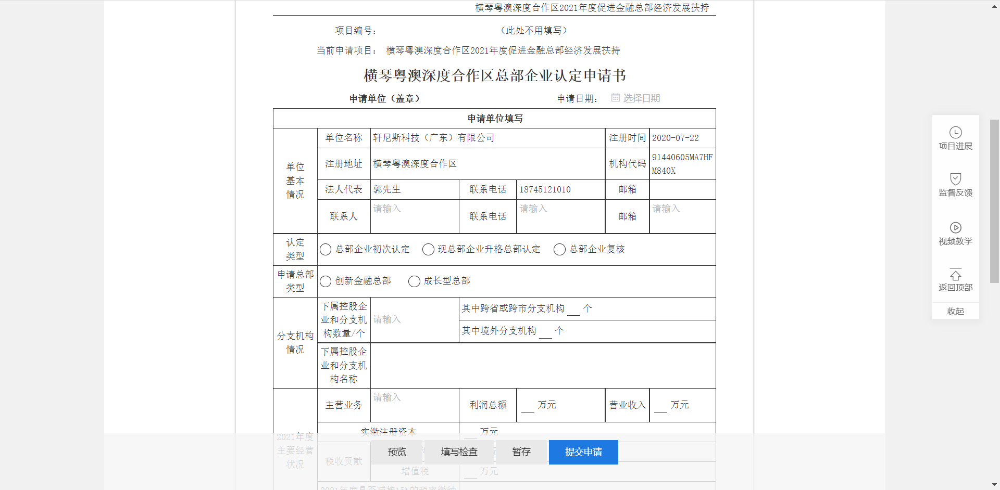 横琴粤澳深度合作区2021年度促进金融总部经济发展扶持
项目编号： （此处不用填写）
当前申请项目： 横琴粤澳深度合作区2021年度促进金融总部经济发展扶持
横琴粤澳深度合作区总部企业认定申请书
申请单位（盖章） 申请日期： 选择日期
申请单位填写
单位
基本
情况
单位名称 轩尼斯科技（广东）有限公司 注册时间 2020-07-22
注册地址 横琴粤澳深度合作区 机构代码 91440605MA7HF
M840X
法人代表 郭先生 联系电话 18745121010 邮箱
联系人 请输入 联系电话 请输入 邮箱 请输入
认定
类型
总部企业初次认定 现总部企业升格总部认定 总部企业复核
申请总部
类型
创新金融总部 成长型总部
分支机构
情况
下属控股企
业和分支机
构数量/个
请输入
其中跨省或跨市分支机构 __ 个
其中境外分支机构 __ 个
下属控股企
业和分支机
构名称
2021年度
主要经营
状况
主营业务 请输入 利润总额 __ 万元 营业收入 __ 万元
实缴注册资本 __ 万元
税收贡献
增值税 __ 万元
2021年度是否减按15%的税率缴纳
预览 填写检查 暂存 提交申请
项目进展
监督反馈
视频教学
返回顶部
收起